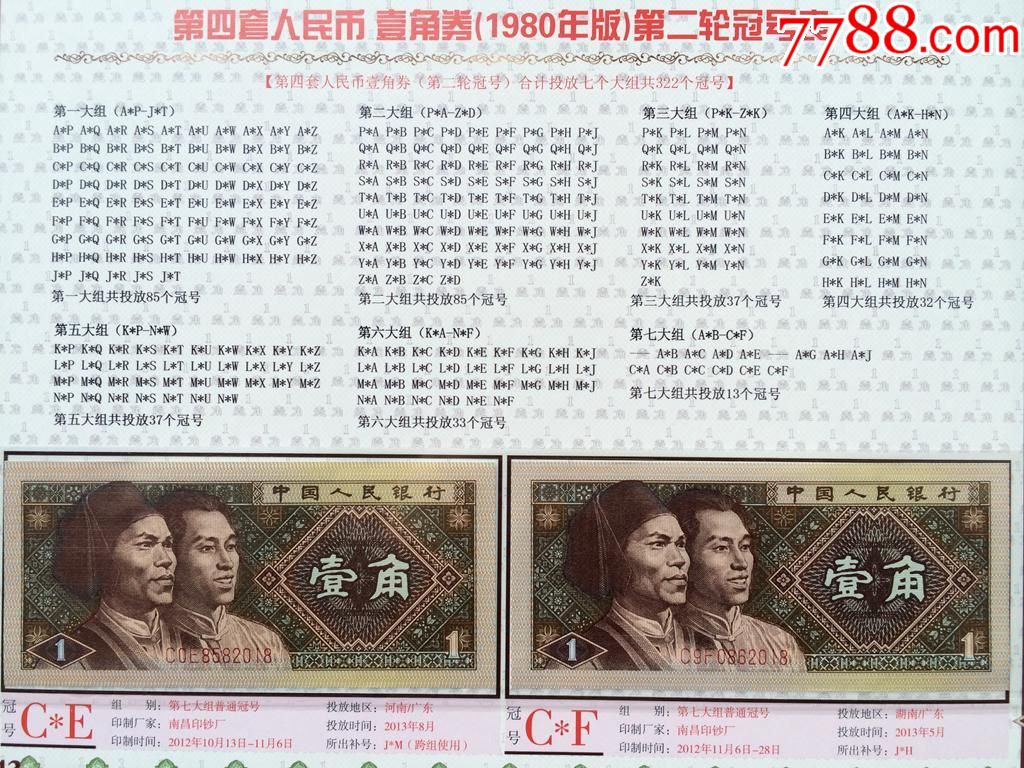 第四套人民币 壹角券(1980年版)第二轮冠号表
7788.com
【第四套人民币壹角券（第二轮冠号）合计投放七个大组共322个冠号】
第一大组（A*P-J*T）
A*P A*Q A*R A*S A*T A*U A*W A*X A*Y A*Z
B*P B*Q B*R B*S B*T B*U B*W B*X B*Y B*Z
C*P C*Q C*R C*S C*T C*U C*W C*X C*Y C*Z
D*P D*Q D*R D*S D*T D*U D*W D*X D*Y D*Z
E*P E*Q E*R E*S E*T E*U E*W E*X E*Y E*Z
F*P F*Q F*R F*S F*T F*U F*W F*X F*Y F*Z
G*P G*Q G*R G*S G*T G*U G*W G*X G*Y G*Z
H*P H*Q H*R H*S H*T H*U H*W H*X H*Y H*Z
J*P J*Q J*R J*S J*T
第一大组共投放85个冠号
第二大组（P*A-Z*D）
P*A P*B P*C P*D P*E P*F P*G P*H P*J
Q*A Q*B Q*C Q*D Q*E Q*F Q*G Q*H Q*J
R*A R*B R*C R*D R*E R*F R*G R*H R*J
S*A S*B S*C S*D S*E S*F S*G S*H S*J
T*A T*B T*C T*D T*E T*F T*G T*H T*J
U*A U*B U*C U*D U*E U*F U*G U*H U*J
W*A W*B W*C W*D W*E W*F W*G W*H W*J
X*A X*B X*C X*D X*E X*F X*G X*H X*J
Y*A Y*B Y*C Y*D Y*E Y*F Y*G Y*H Y*J
Z*A Z*B Z*C Z*D
第二大组共投放85个冠号
第三大组（P*K-Z*K）
P*K P*L P*M P*N
Q*K Q*L Q*M Q*N
R*K R*L R*M R*N
S*K S*L S*M S*N
T*K T*L T*M T*N
U*K U*L U*M U*N
W*K W*L W*M W*N
X*K X*L X*M X*N
Y*K Y*L Y*M Y*N
Z*K
第三大组共投放37个冠号
第四大组（A*K-H*N）
A*K A*L A*M A*N
B*K B*L B*M B*N
C*K C*L C*M C*N
D*K D*L D*M D*N
E*K E*L E*M E*N
F*K F*L F*M F*N
G*K G*L G*M G*N
H*K H*L H*M H*N
第四大组共投放32个冠号
第五大组（K*P-N*W）
K*P K*Q K*R K*S K*T K*U K*W K*X K*Y K*Z
L*P L*Q L*R L*S L*T L*U L*W L*X L*Y L*Z
M*P M*Q M*R M*S M*T M*U M*W M*X M*Y M*Z
N*P N*Q N*R N*S N*T N*U N*W
第五大组共投放37个冠号
第六大组（K*A-N*F）
K*A K*B K*C K*D K*E K*F K*G K*H K*J
L*A L*B L*C L*D L*E L*F L*G L*H L*J
M*A M*B M*C M*D M*E M*F M*G M*H M*J
N*A N*B N*C N*D N*E N*F
第六大组共投放33个冠号
第七大组（A*B-C*F）
—— A*B A*C A*D A*E —— A*G A*H A*J
C*A C*B C*C C*D C*E C*F
第七大组共投放13个冠号
中国人民银行
壹角
1
1
C0E8582018
中国人民银行
壹角
1
1
C9F0862018
冠号
C*E
组 别：第七大组普通冠号
印制厂家：南昌印钞厂
印制时间：2012年10月13日-11月6日
投放地区：河南/广东
投放时间：2013年8月
所出补号：J*M（跨组使用）
冠号
C*F
组 别：第七大组普通冠号
印制厂家：南昌印钞厂
印制时间：2012年11月6日-28日
投放地区：湖南/广东
投放时间：2013年5月
所出补号：J*H